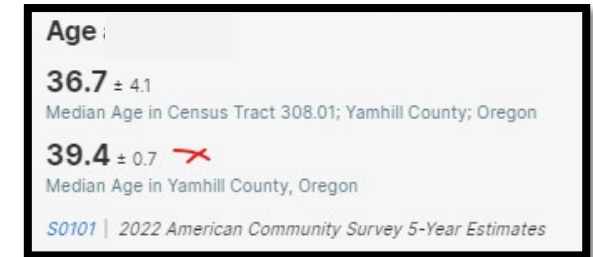 Age
36.7 ± 4.1
Median Age in Census Tract 308.01; Yamhill County; Oregon
39.4 ± 0.7
Median Age in Yamhill County, Oregon
S0101 | 2022 American Community Survey 5-Year Estimates